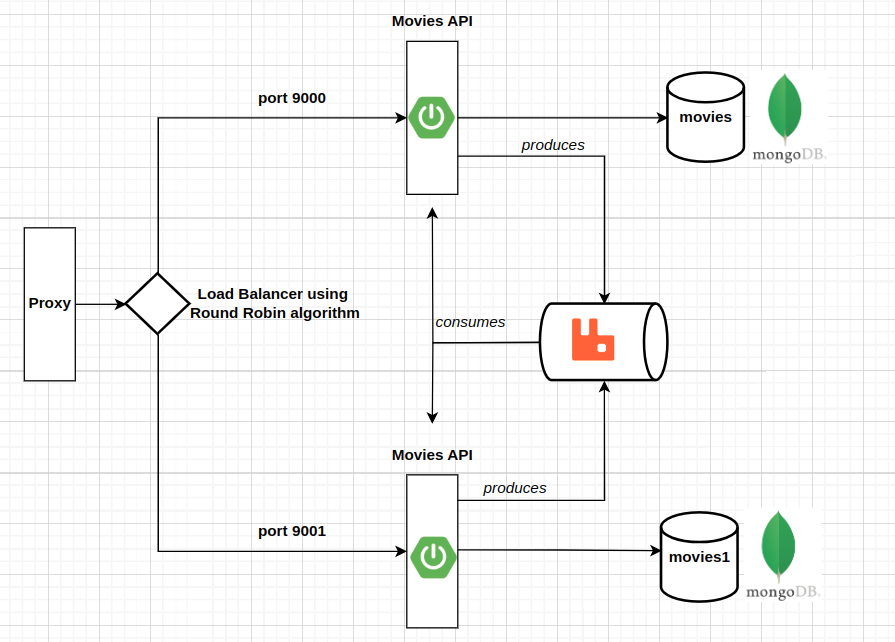 Movies API
port 9000
movies
mongoDB.
produces
Proxy
Load Balancer using
Round Robin algorithm
consumes
Movies API
produces
port 9001
movies1
mongoDB.